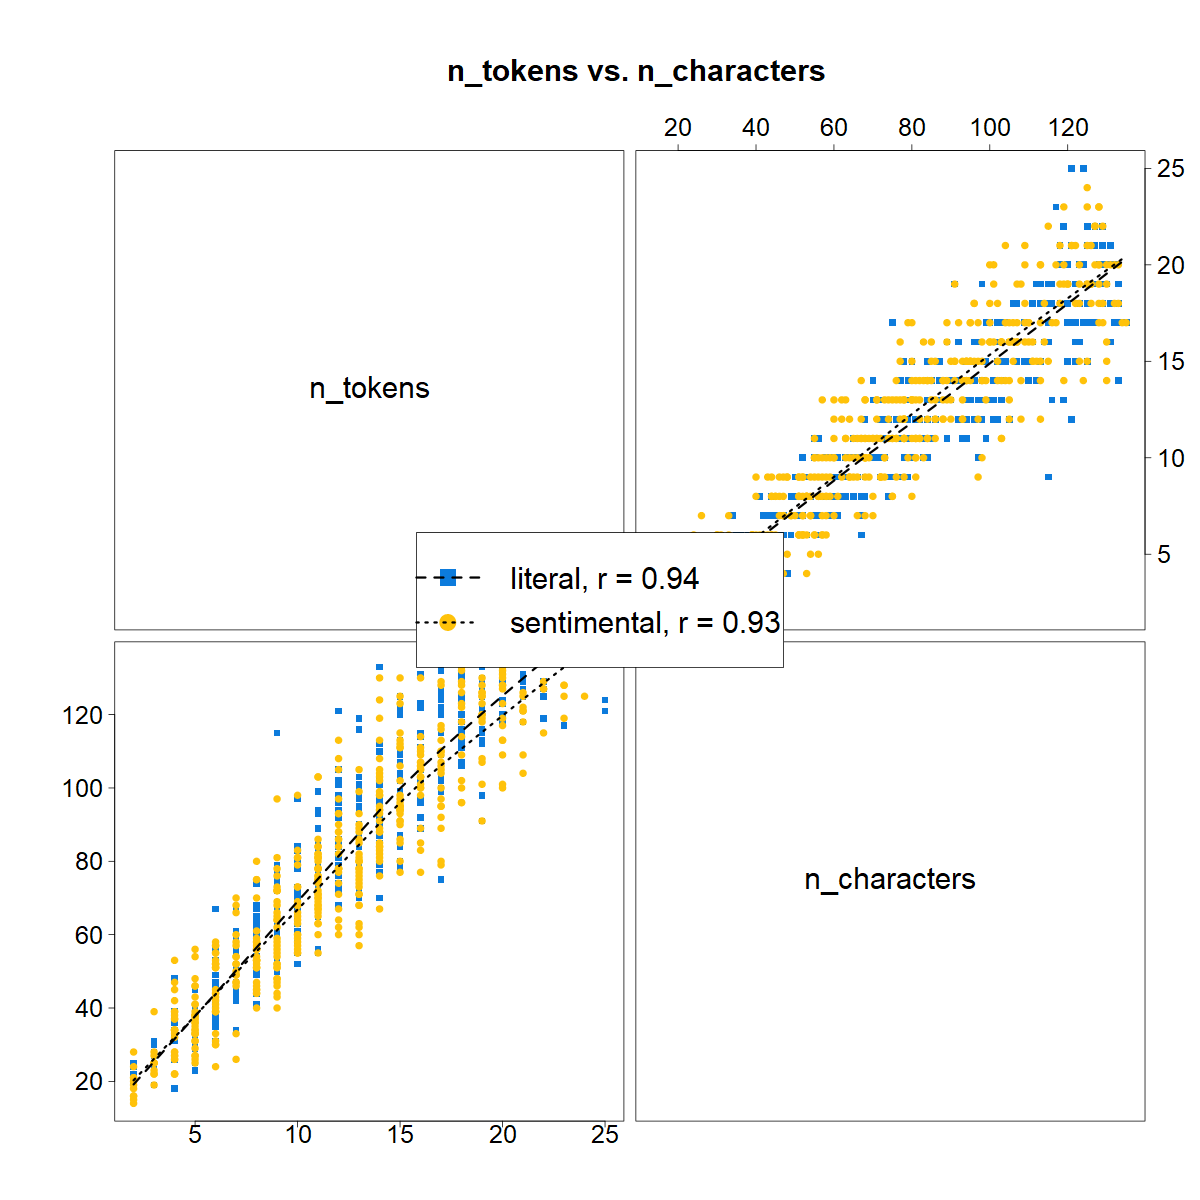 n_tokens vs. n_characters
20 40 60 80 100 120
25
20
15
10
5
n_tokens
literal, r = 0.94
sentimental, r = 0.93
120
100
80
60
40
20
n_characters
5 10 15 20 25